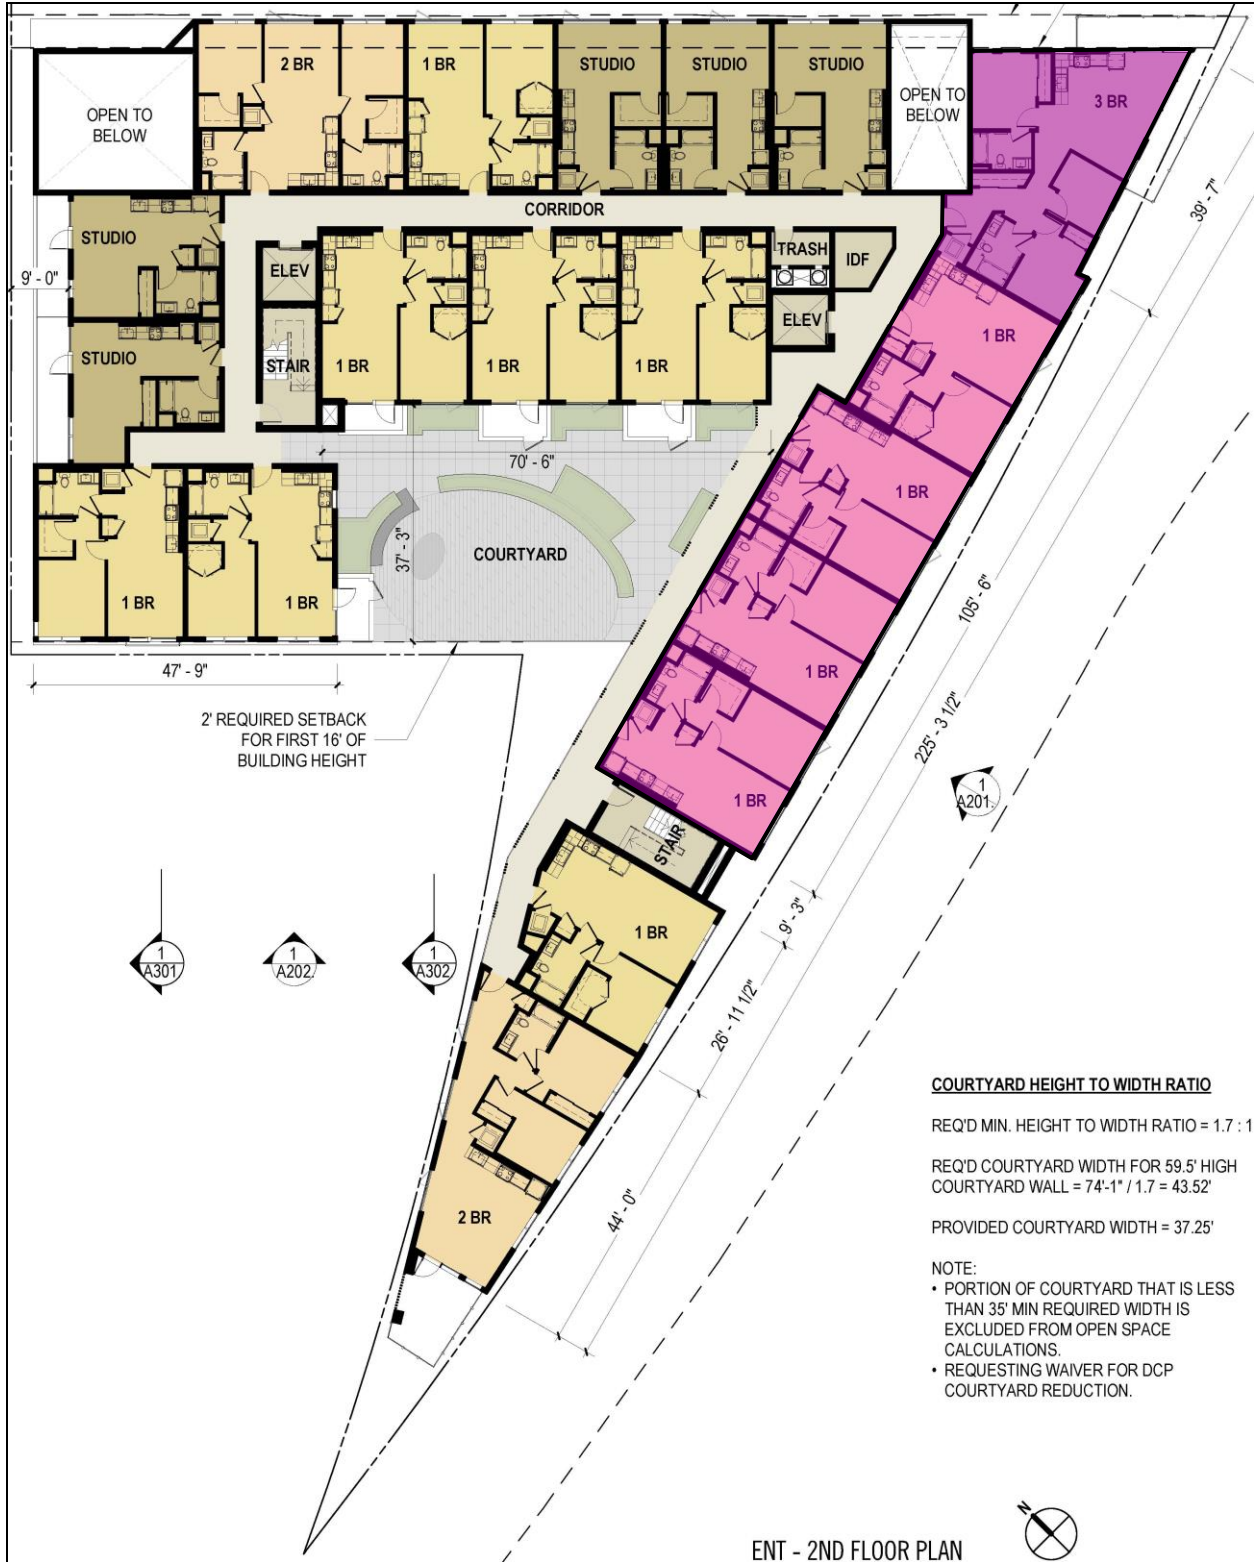 2 BR
1 BR
STUDIO
STUDIO
STUDIO
3 BR
OPEN TO
BELOW
OPEN TO
BELOW
CORRIDOR
39' - 7"
STUDIO
ELEV
TRASH
IDF
9' - 0"
ELEV
1 BR
STUDIO
STAIR
1 BR
1 BR
1 BR
70' - 6"
1 BR
37' - 3"
COURTYARD
105' - 6"
1 BR
1 BR
1 BR
47' - 9"
2' REQUIRED SETBACK
FOR FIRST 16' OF
BUILDING HEIGHT
225' - 3 1/2"
1
A201.
1 BR
STAIR
9' - 3"
1 BR
1
A301
1
A202.
1
A302
26' - 11 1/2"
COURTYARD HEIGHT TO WIDTH RATIO
REQ'D MIN. HEIGHT TO WIDTH RATIO = 1.7 : 1
REQ'D COURTYARD WIDTH FOR 59.5' HIGH
COURTYARD WALL = 74'-1" / 1.7 = 43.52'
PROVIDED COURTYARD WIDTH = 37.25'
44' - 0"
2 BR
NOTE:
• PORTION OF COURTYARD THAT IS LESS
THAN 35' MIN REQUIRED WIDTH IS
EXCLUDED FROM OPEN SPACE
CALCULATIONS.
• REQUESTING WAIVER FOR DCP
COURTYARD REDUCTION.
N
ENT - 2ND FLOOR PLAN